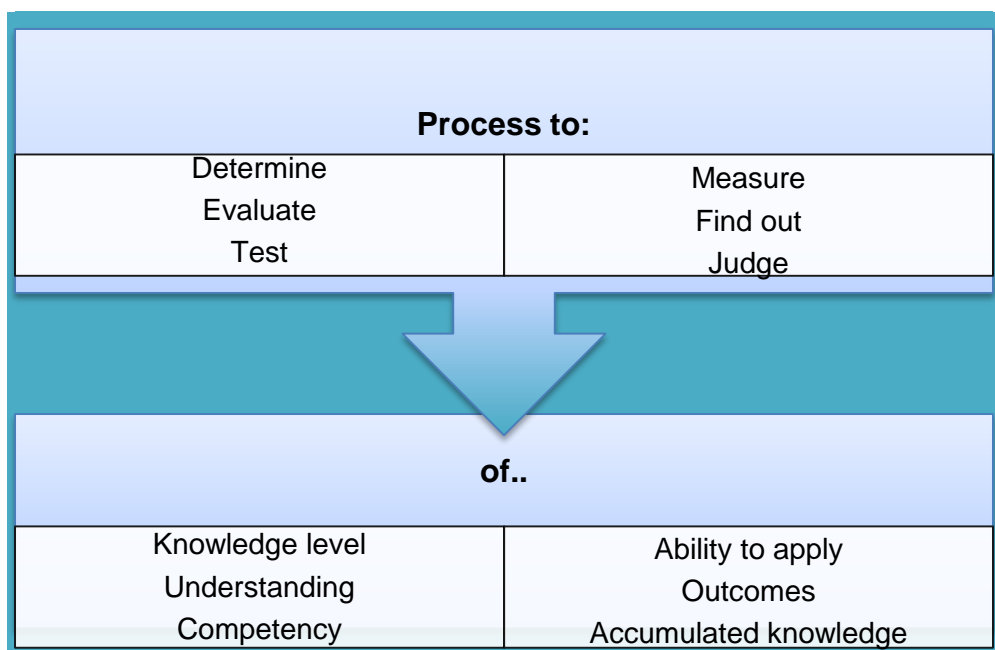 Process to:
Determine
Evaluate
Test
Measure
Find out
Judge
of..
Knowledge level
Understanding
Competency
Ability to apply
Outcomes
Accumulated knowledge